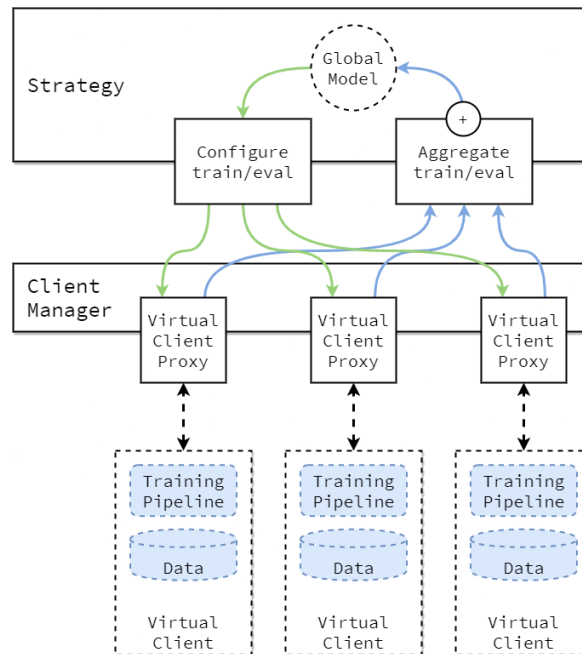 Strategy
Global
Model
+
Configure
train/eval
Aggregate
train/eval
Client
Manager
Virtual
Client
Proxy
Virtual
Client
Proxy
Virtual
Client
Proxy
Training
Pipeline
Data
Virtual
Client
Training
Pipeline
Data
Virtual
Client
Training
Pipeline
Data
Virtual
Client